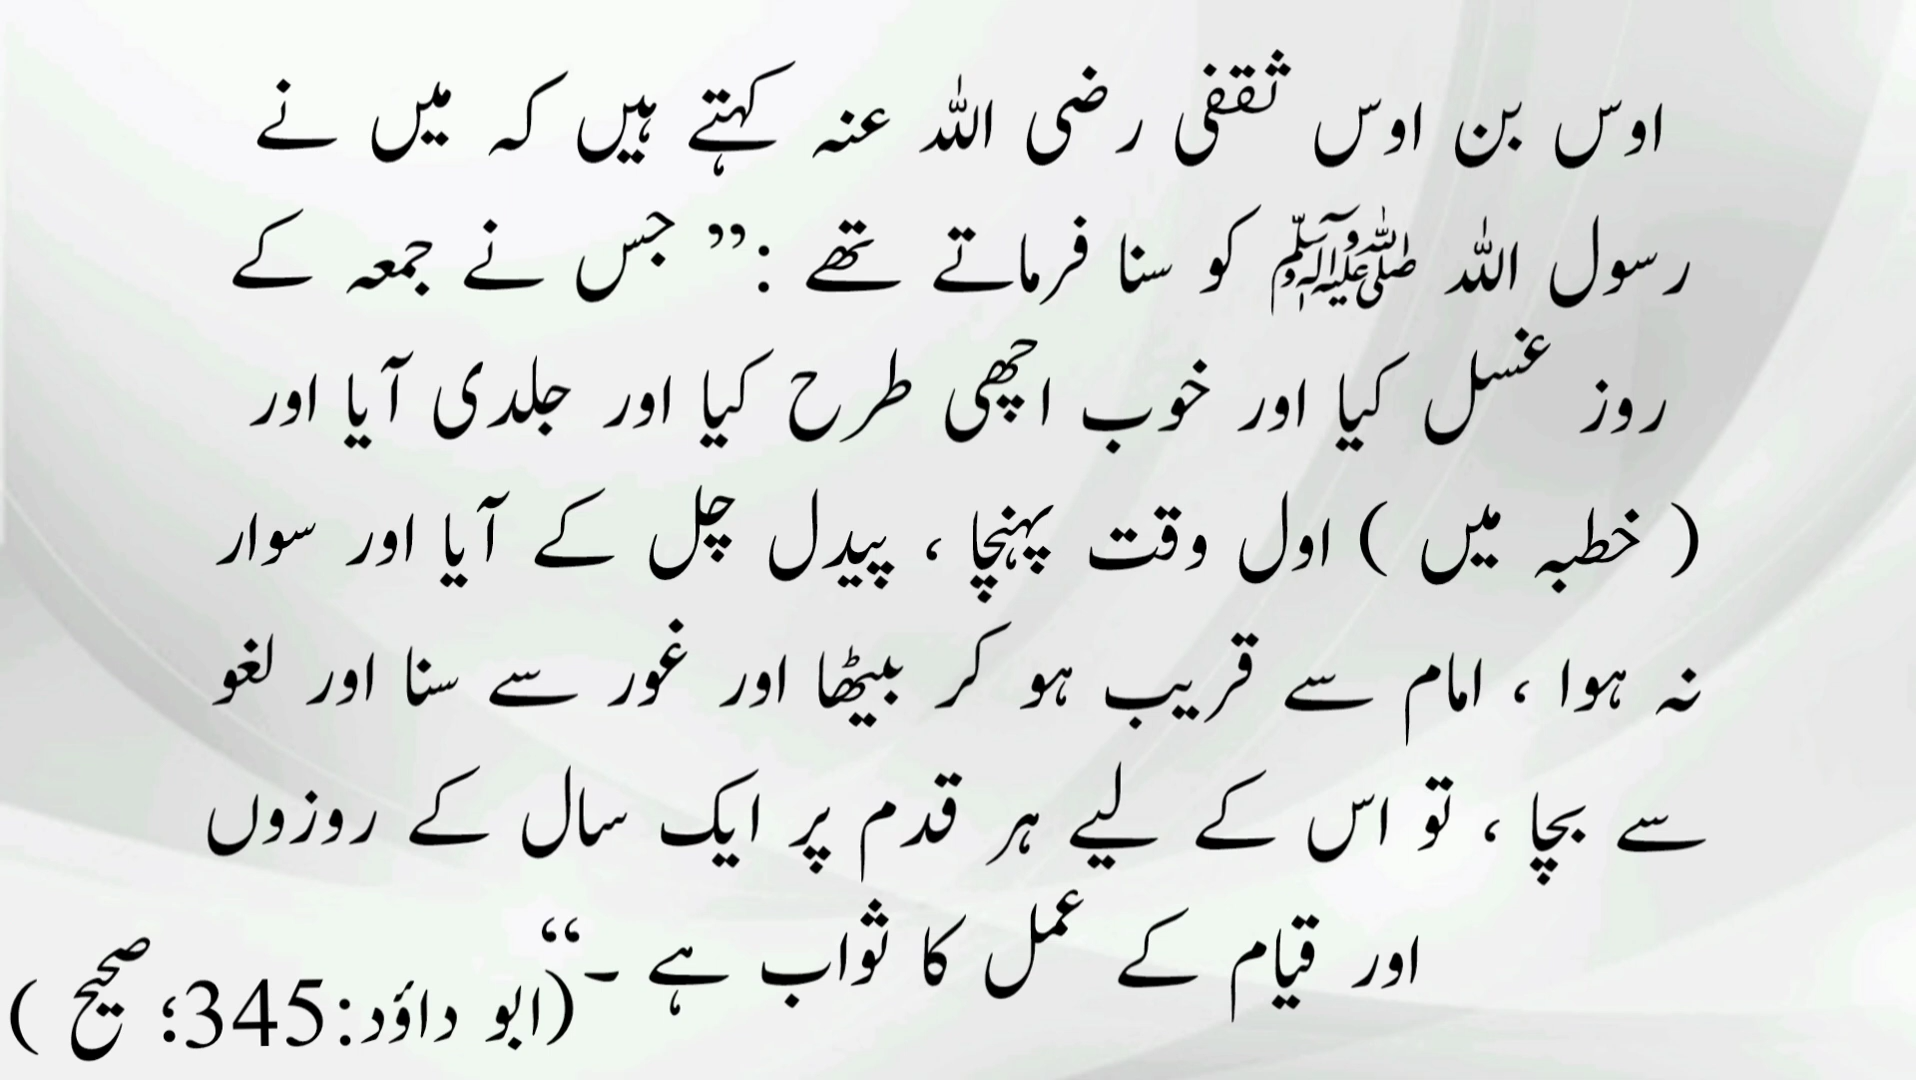 اوس بن اوس ثقفی رضی اللہ عنہ کہتے ہیں کہ میں نے
رسول اللہ ﷺ کو سنا فرماتے تھے :’’ جس نے جمعہ کے
روز غسل کیا اور خوب اچھی طرح کیا اور جلدی آیا اور
( خطبہ میں ) اول وقت پہنچا ، پیدل چل کے آیا اور سوار
نہ ہوا ، امام سے قریب ہو کر بیٹھا اور غور سے سنا اور لغو
سے بچا ، تو اس کے لیے ہر قدم پر ایک سال کے روزوں
اور قیام کے عمل کا ثواب ہے ۔‘‘
(ابو داؤد:345؛ صحیح )